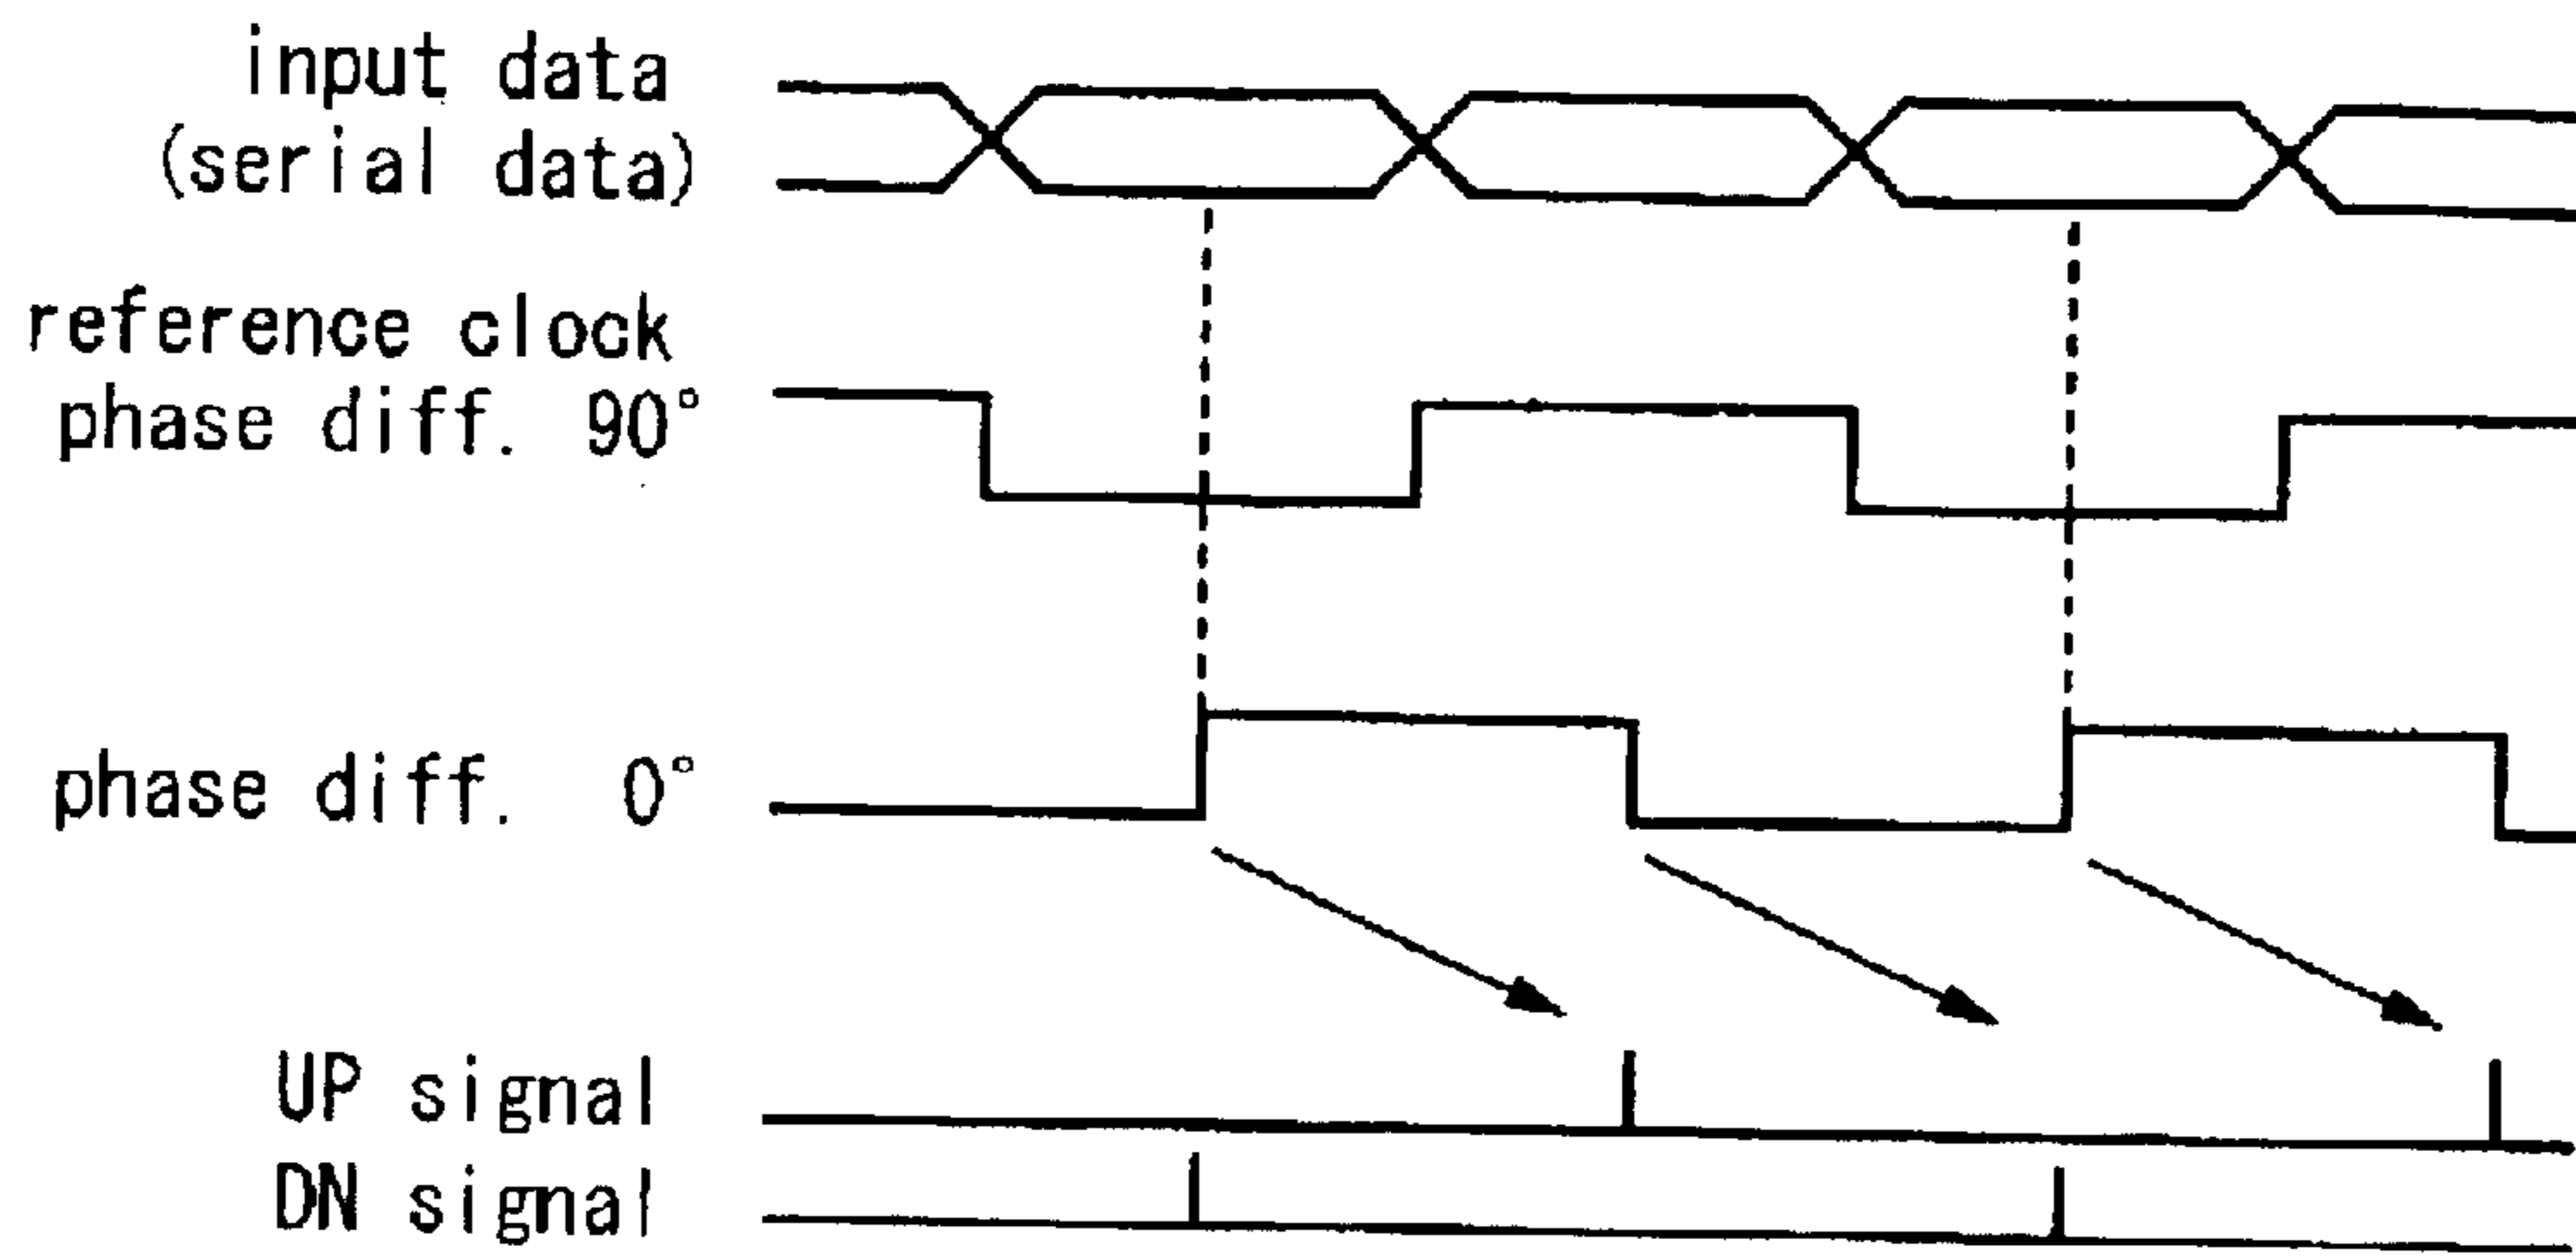 input data
(serial data)
reference clock
phase diff. 90°
phase diff. 0°
UP signal
DN signal